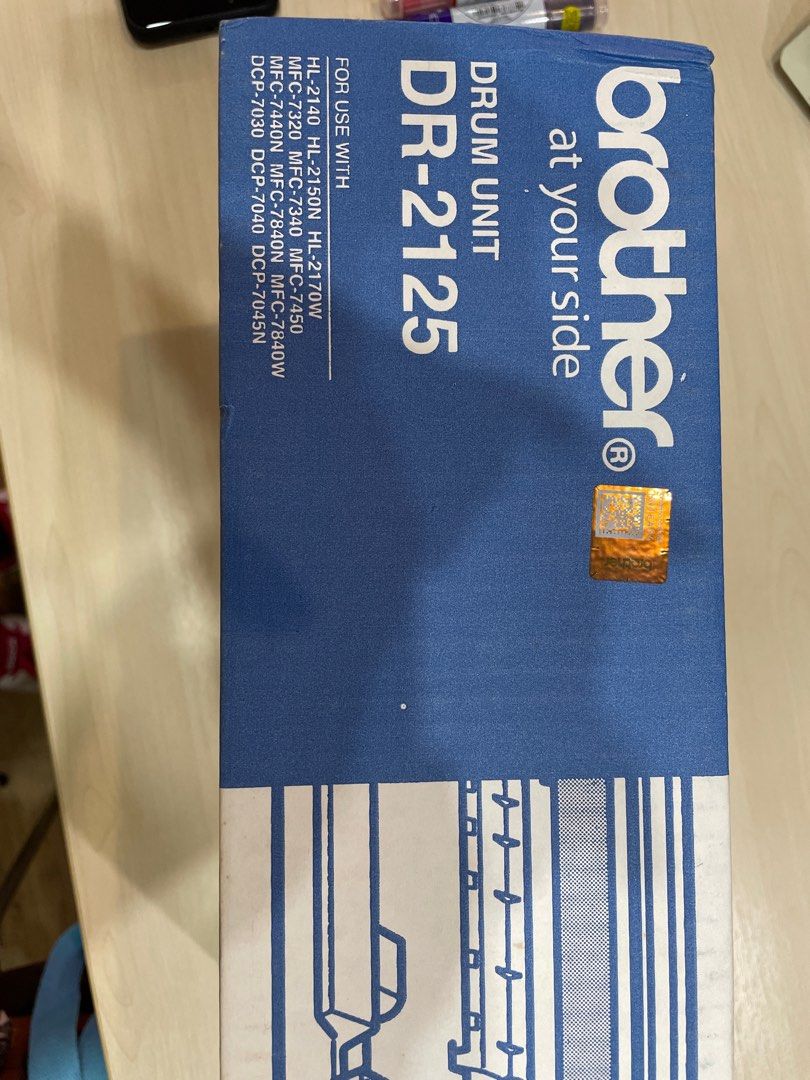 brother®
at your side
DRUM UNIT
DR-2125
FOR USE WITH
HL-2140 HL-2150N HL-2170W
MFC-7320 MFC-7340 MFC-7450
MFC-7440N MFC-7840N MFC-7840W
DCP-7030 DCP-7040 DCP-7045N
brother